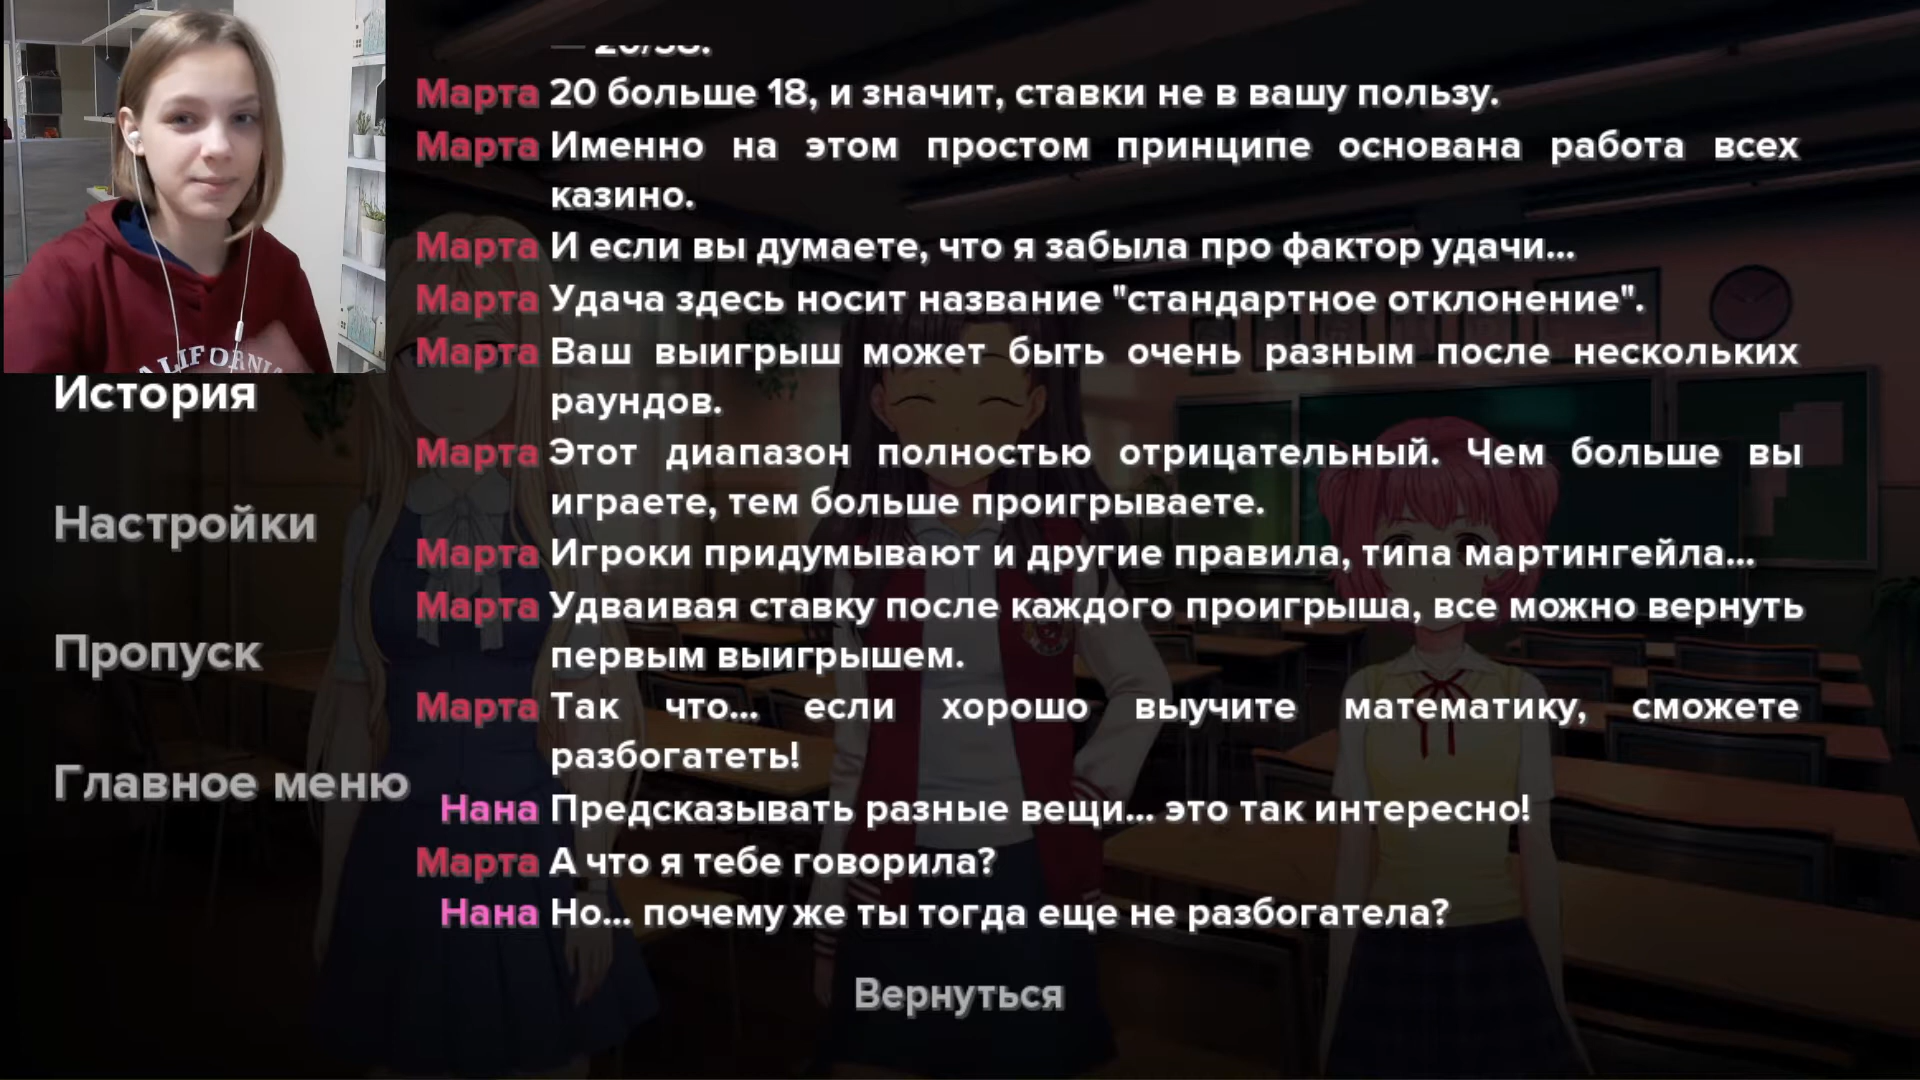 — 20/38.
Марта 20 больше 18, и значит, ставки не в вашу пользу.
Марта Именно на этом простом принципе основана работа всех
казино.
Марта И если вы думаете, что я забыла про фактор удачи...
Марта Удача здесь носит название "стандартное отклонение".
Марта Ваш выигрыш может быть очень разным после нескольких
раундов.
Марта Этот диапазон полностью отрицательный. Чем больше вы
играете, тем больше проигрываете.
Марта Игроки придумывают и другие правила, типа мартингейла...
Марта Удваивая ставку после каждого проигрыша, все можно вернуть
первым выигрышем.
Марта Так что... если хорошо выучите математику, сможете
разбогатеть!
Нана Предсказывать разные вещи... это так интересно!
Марта А что я тебе говорила?
Нана Но... почему же ты тогда еще не разбогатела?
CALIFORNIA
История
Настройки
Пропуск
Главное меню
Вернуться